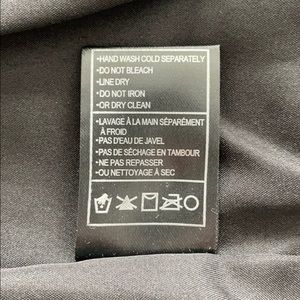 •HAND WASH COLD SEPARATELY
•DO NOT BLEACH
•LINE DRY
•DO NOT IRON
•OR DRY CLEAN
•LAVAGE À LA MAIN SÉPARÉMENT
À FROID
•PAS D'EAU DE JAVEL
•PAS DE SÉCHAGE EN TAMBOUR
•NE PAS REPASSER
•OU NETTOYAGE À SEC